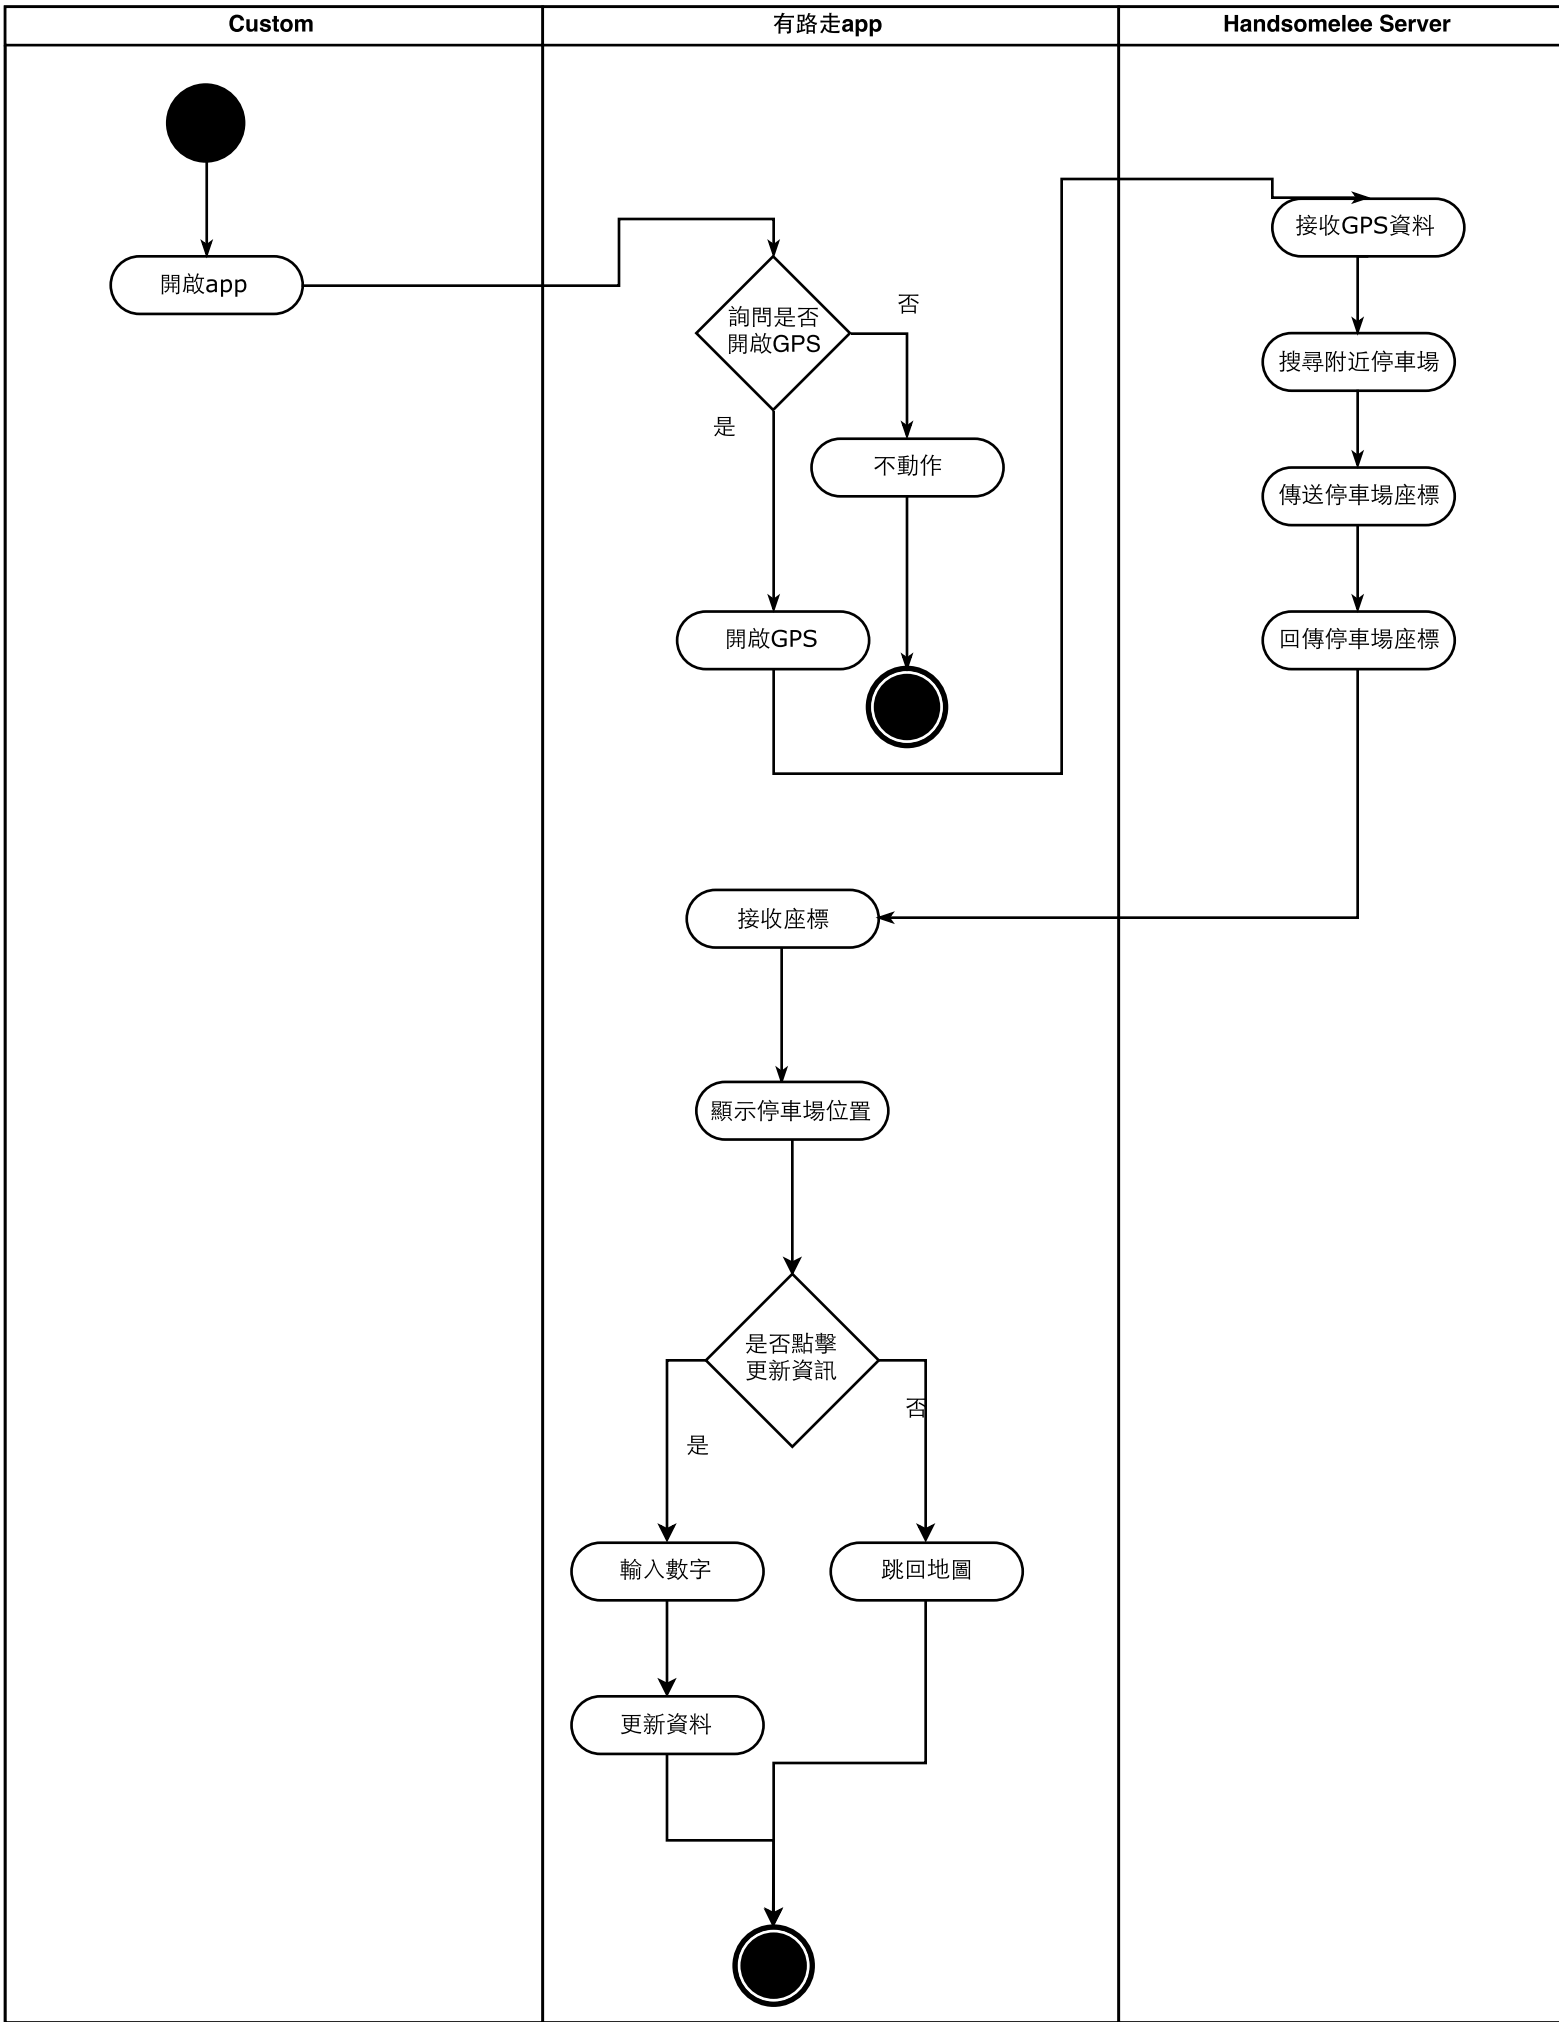 Custom
有路走app
Handsomelee Server
開啟app
詢問是否
開啟GPS
否
是
不動作
開啟GPS
接收GPS資料
搜尋附近停車場
傳送停車場座標
回傳停車場座標
接收座標
顯示停車場位置
是否點擊
更新資訊
否
是
輸入數字
跳回地圖
更新資料